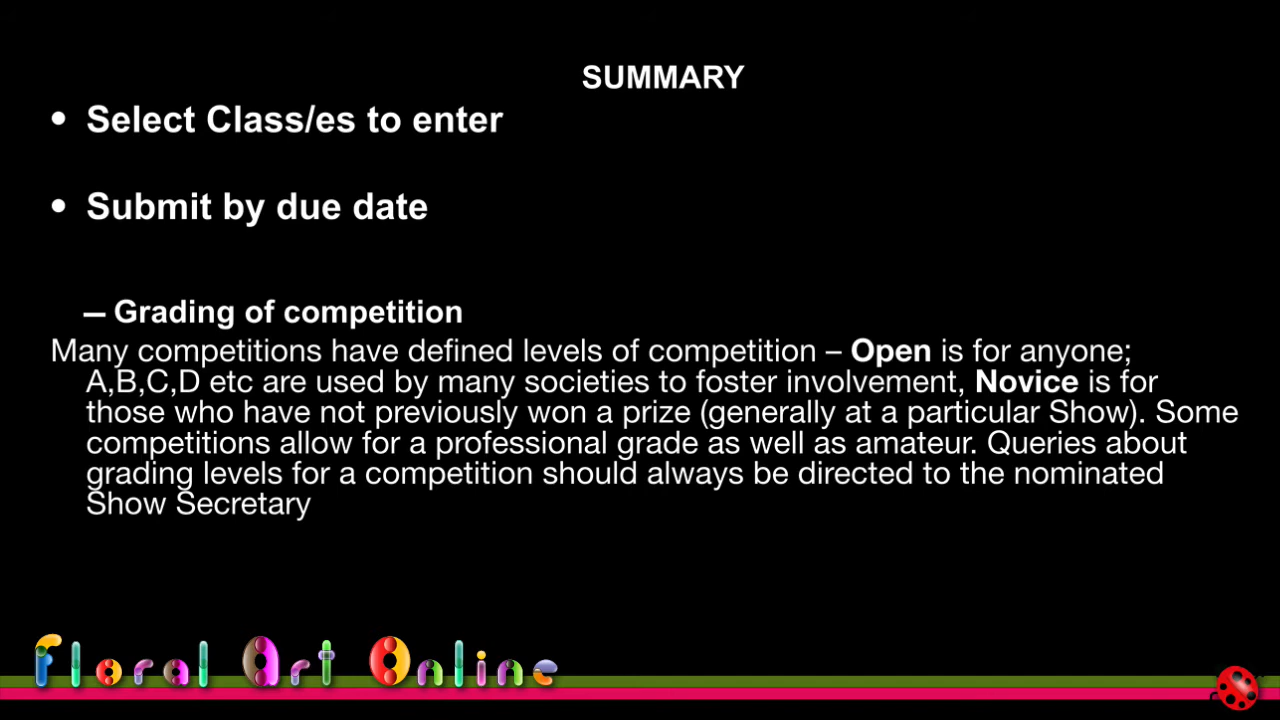 SUMMARY
• Select Class/es to enter
• Submit by due date
– Grading of competition
Many competitions have defined levels of competition – Open is for anyone;
A,B,C,D etc are used by many societies to foster involvement, Novice is for
those who have not previously won a prize (generally at a particular Show). Some
competitions allow for a professional grade as well as amateur. Queries about
grading levels for a competition should always be directed to the nominated
Show Secretary
Floral Art Online